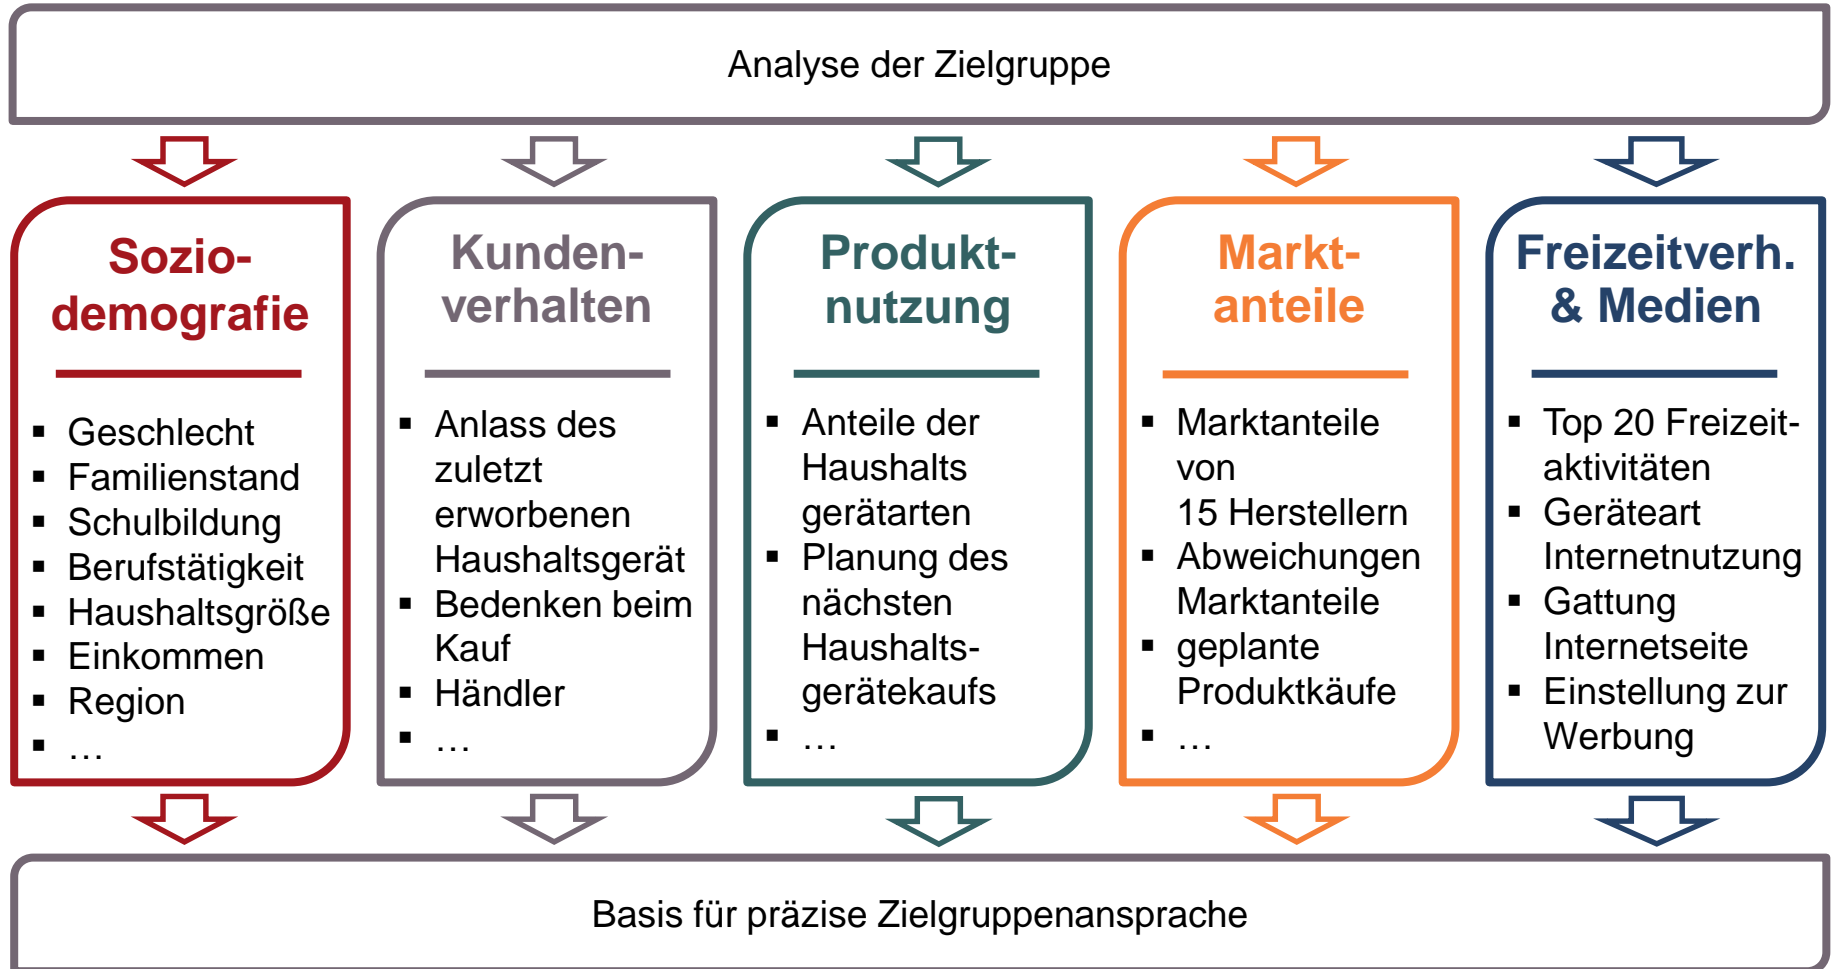 Analyse der Zielgruppe
Sozio-
demografie
▪ Geschlecht
▪ Familienstand
▪ Schulbildung
▪ Berufstätigkeit
▪ Haushaltsgröße
▪ Einkommen
▪ Region
▪ …
Kunden-
verhalten
▪ Anlass des
zuletzt
erworbenen
Haushaltsgerät
▪ Bedenken beim
Kauf
▪ Händler
▪ …
Produkt-
nutzung
▪ Anteile der
Haushalts
gerätarten
▪ Planung des
nächsten
Haushalts-
gerätekaufs
▪ …
Markt-
anteile
▪ Marktanteile
von
15 Herstellern
▪ Abweichungen
Marktanteile
▪ geplante
Produktkäufe
▪ …
Freizeitverh.
& Medien
▪ Top 20 Freizeit-
aktivitäten
▪ Geräteart
Internetnutzung
▪ Gattung
Internetseite
▪ Einstellung zur
Werbung
Basis für präzise Zielgruppenansprache